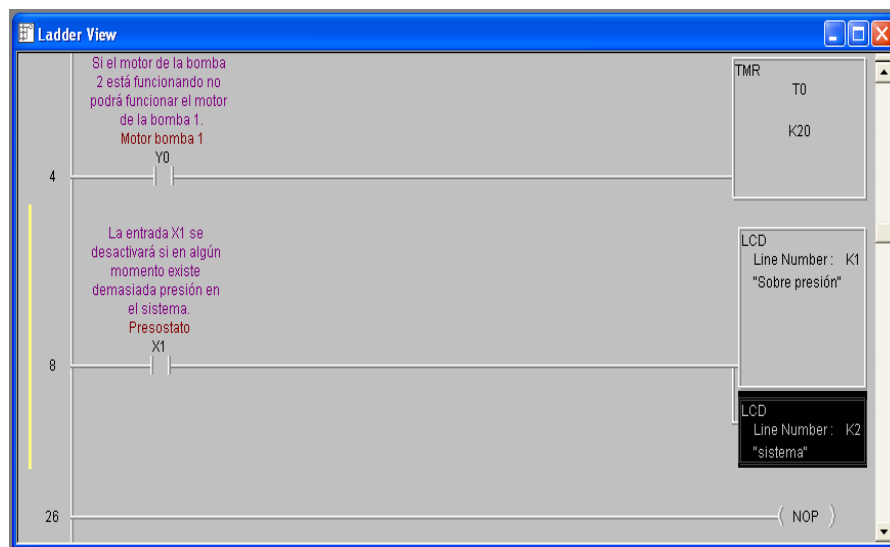 Ladder View
Si el motor de la bomba
2 está funcionando no
podrá funcionar el motor
de la bomba 1.
Motor bomba 1
Y0
4
TMR
T0
K20
La entrada X1 se
desactivará si en algún
momento existe
demasiada presión en
el sistema.
Presostato
X1
8
LCD
Line Number : K1
"Sobre presión"
LCD
Line Number : K2
"sistema"
26
( NOP )